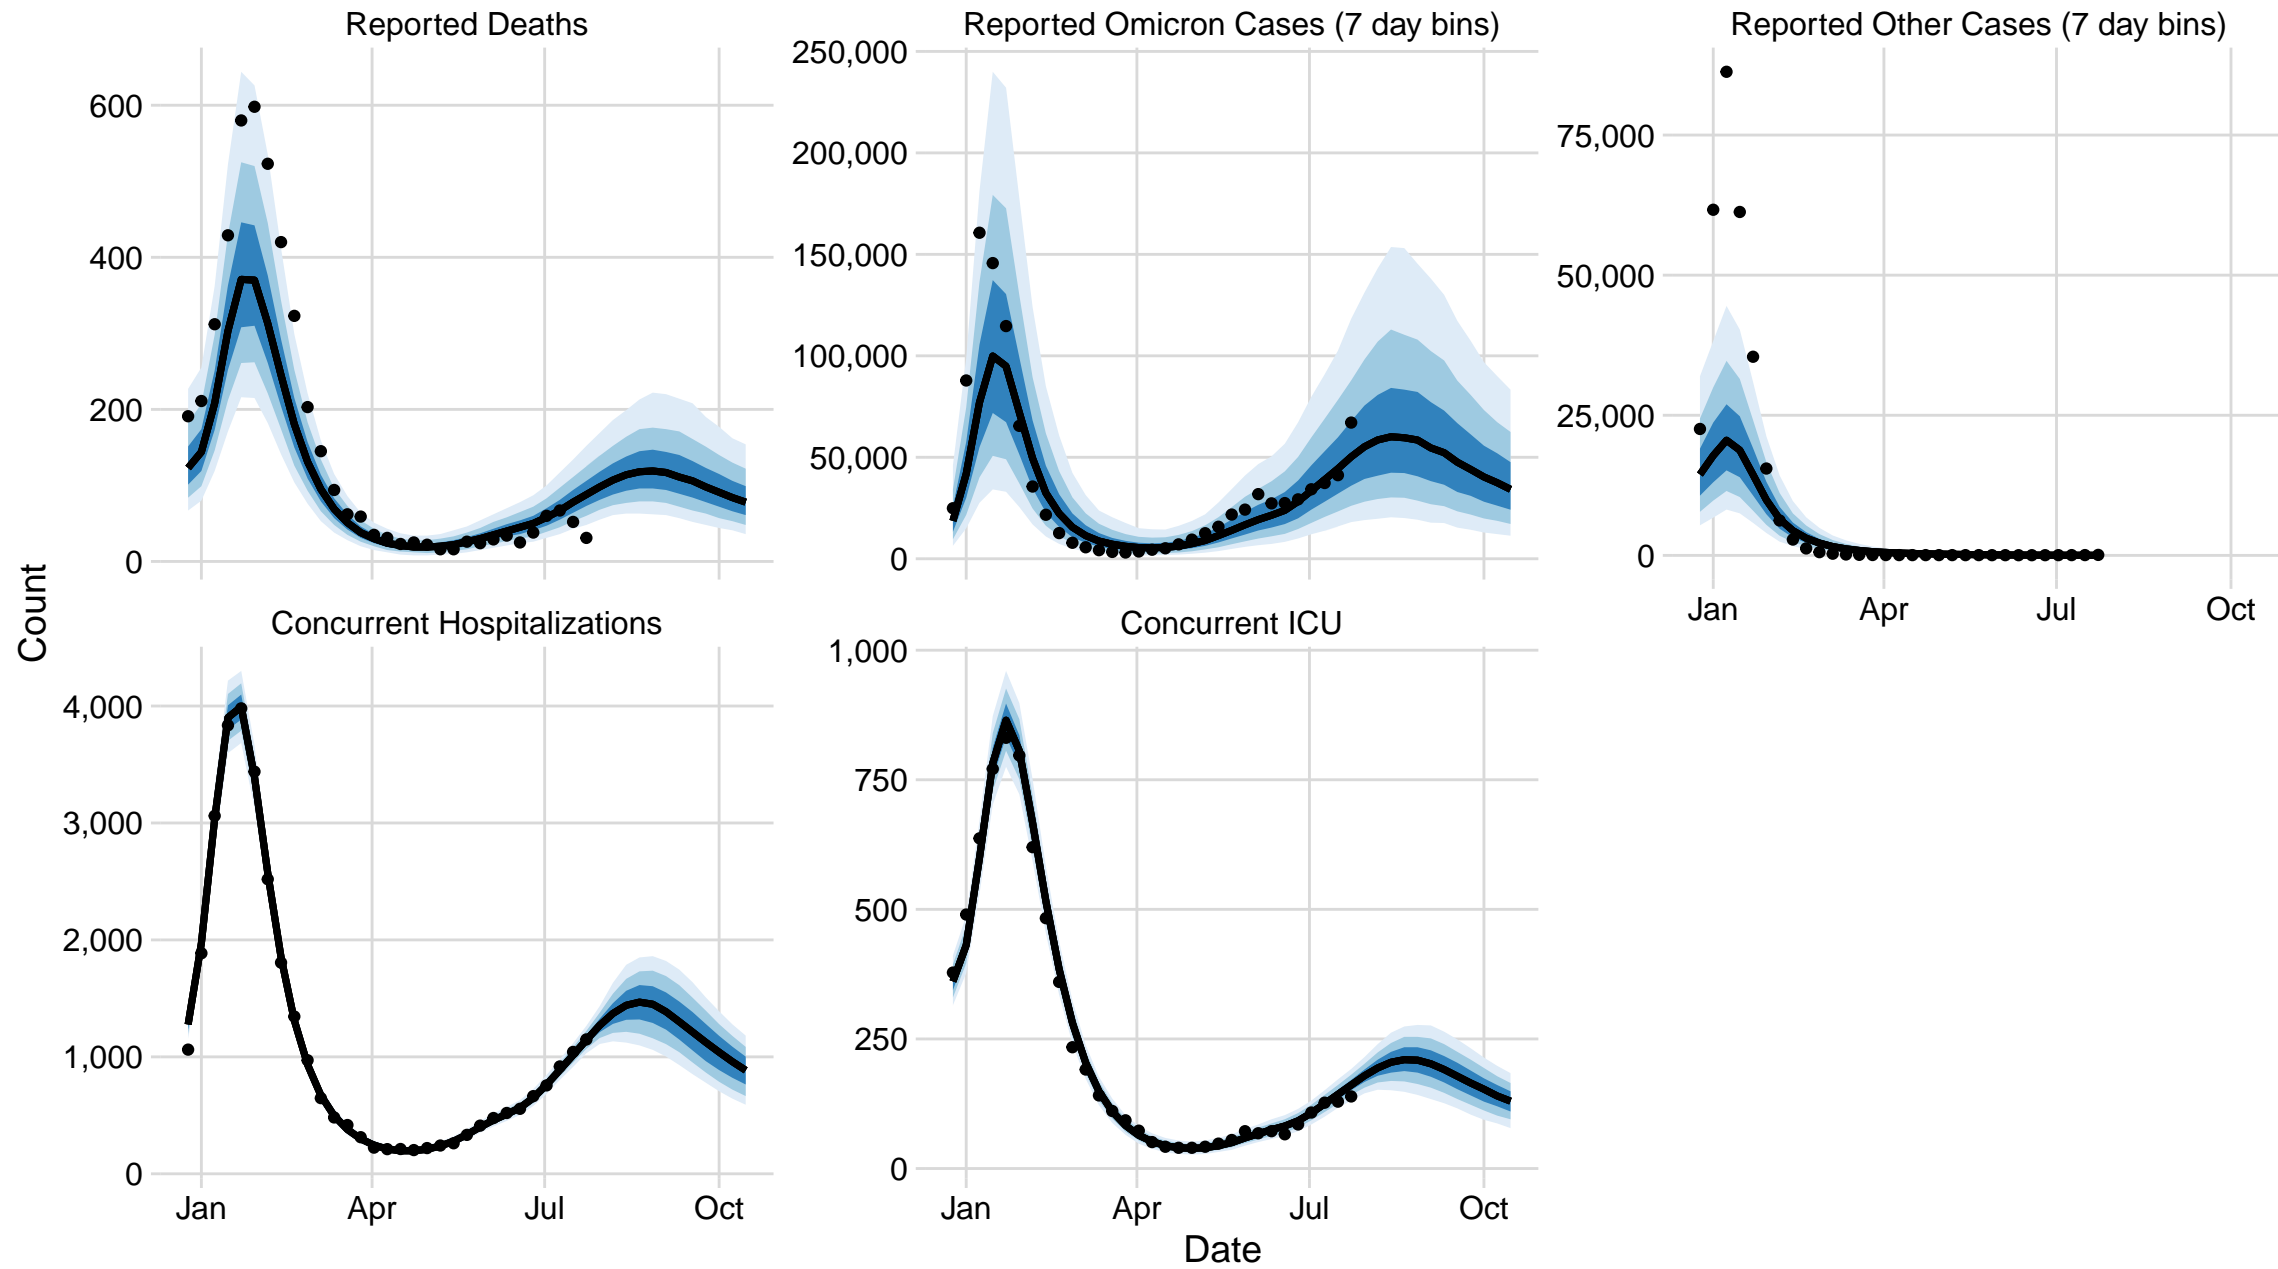 Reported Deaths
Reported Omicron Cases (7 day bins)
Reported Other Cases (7 day bins)
600
400
200
0
250,000
200,000
150,000
100,000
50,000
0
75,000
50,000
25,000
0
Jan Apr Jul Oct
Count
Concurrent Hospitalizations
Concurrent ICU
4,000
3,000
2,000
1,000
0
Jan Apr Jul Oct
1,000
750
500
250
0
Jan Apr Jul Oct
Date